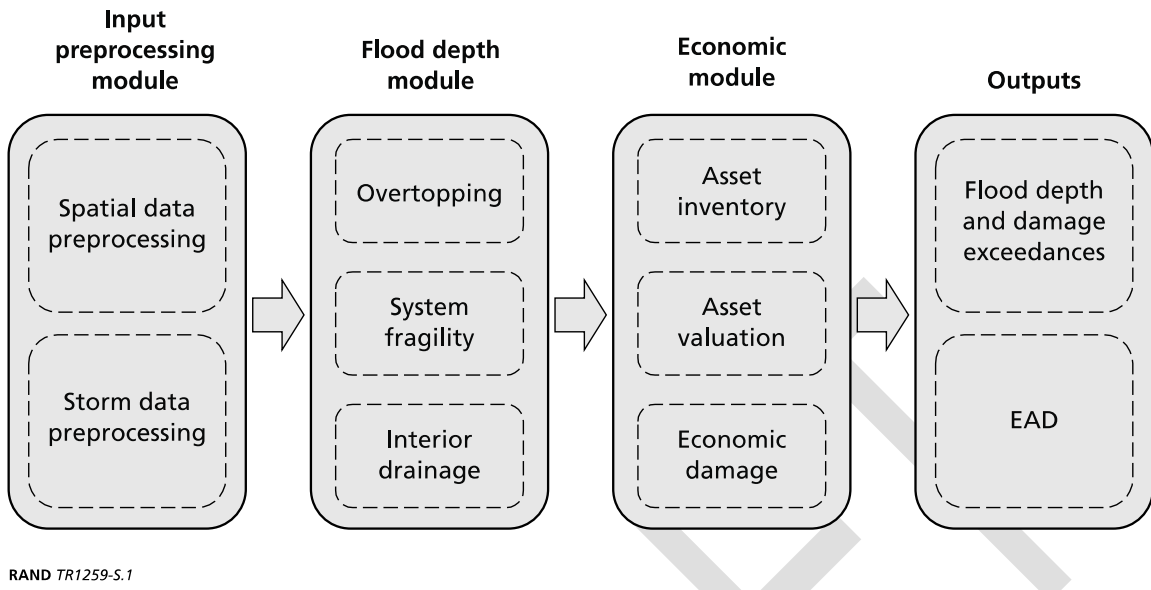 Input
preprocessing
module
Spatial data
preprocessing
Storm data
preprocessing
Flood depth
module
Overtopping
System
fragility
Interior
drainage
Economic
module
Asset
inventory
Asset
valuation
Economic
damage
Outputs
Flood depth
and damage
exceedances
EAD
RAND TR1259-S.1